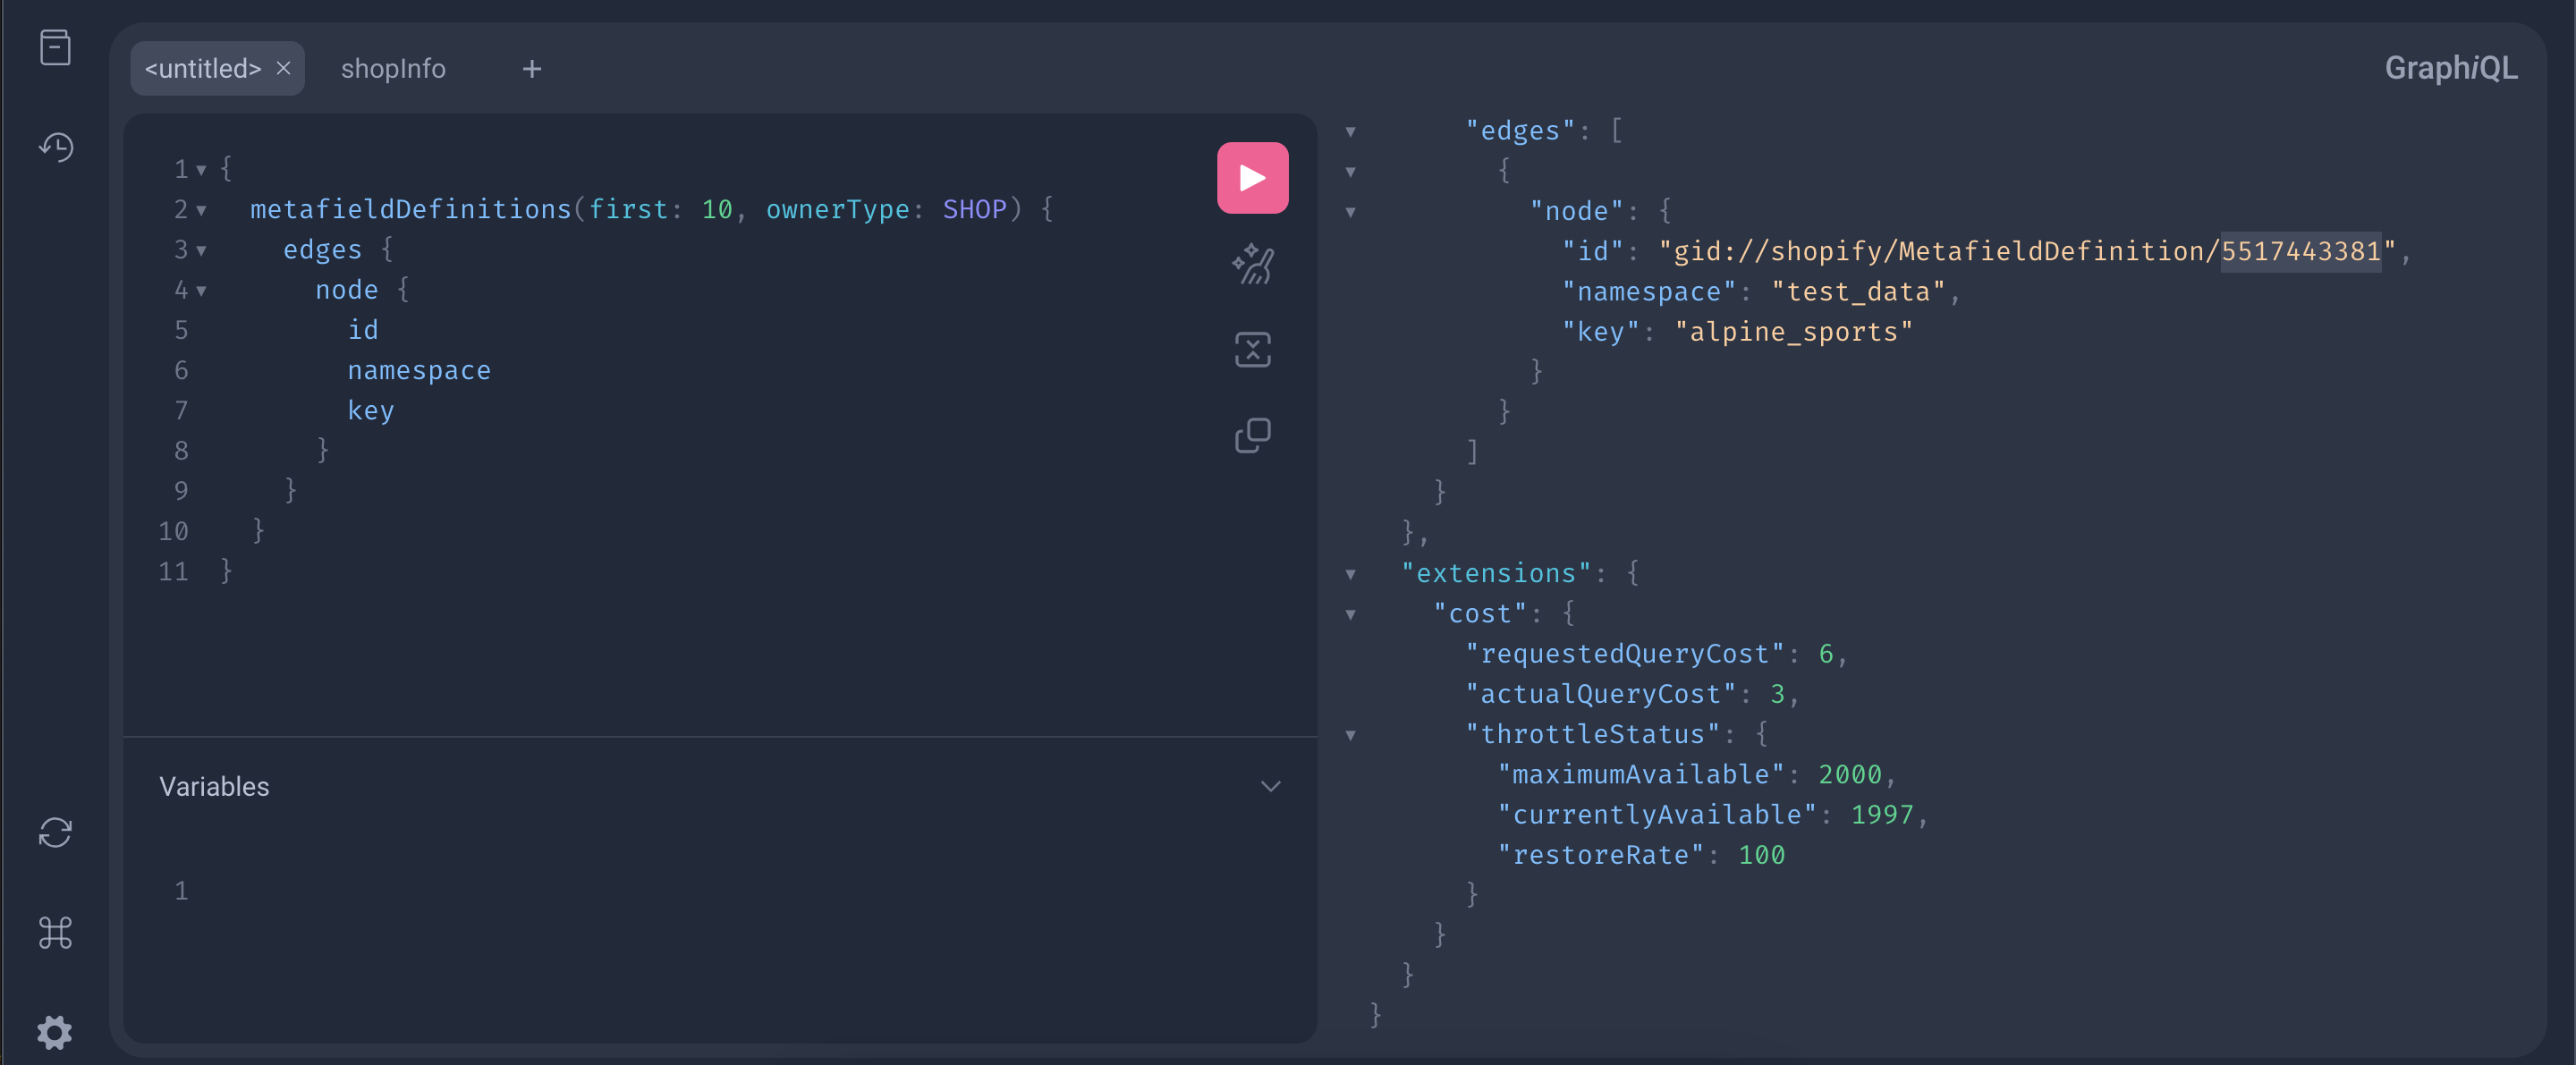 <untitled> shopInfo
GraphiQL
1 {
2 metafieldDefinitions(first: 10, ownerType: SHOP) {
3 edges {
4 node {
5 id
6 namespace
7 key
8 }
9 }
10 }
11 }
Variables
1
"edges": [
{
"node": {
"id": "gid://shopify/MetafieldDefinition/5517443381",
"namespace": "test_data",
"key": "alpine_sports"
}
}
]
}
},
"extensions": {
"cost": {
"requestedQueryCost": 6,
"actualQueryCost": 3,
"throttleStatus": {
"maximumAvailable": 2000,
"currentlyAvailable": 1997,
"restoreRate": 100
}
}
}
}